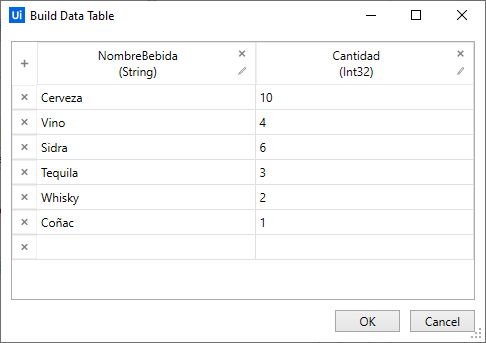 Ui Build Data Table
NombreBebida
(String)
Cantidad
(Int32)
Cerveza 10
Vino 4
Sidra 6
Tequila 3
Whisky 2
Coñac 1
OK Cancel